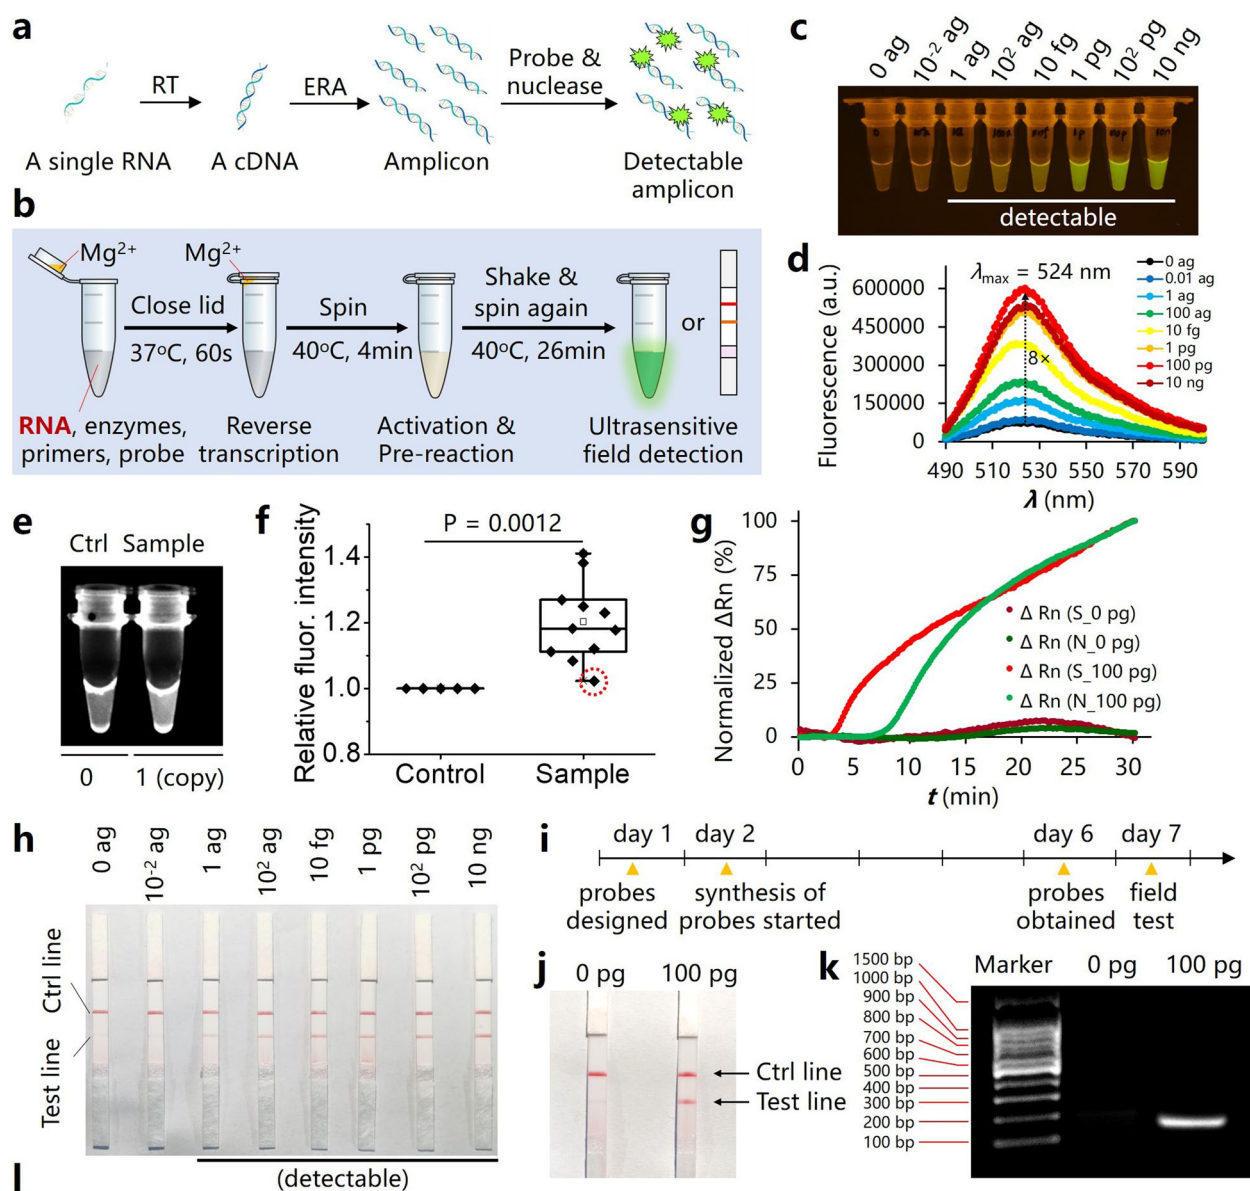 a
RT
ERA
Probe &
nuclease
A single RNA
A cDNA
Amplicon
Detectable
amplicon
b
Mg²⁺
Mg²⁺
Close lid
37°C, 60s
Spin
40°C, 4min
Shake &
spin again
40°C, 26min
or
RNA, enzymes,
primers, probe
Reverse
transcription
Activation &
Pre-reaction
Ultrasensitive
field detection
c
0 ag
10⁻² ag
1 ag
10² ag
10 fg
1 pg
10² pg
10 ng
detectable
d
λmax = 524 nm
Fluorescence (a.u.)
600000
450000
300000
150000
0
8×
0 ag
0.01 ag
1 ag
100 ag
10 fg
1 pg
100 pg
10 ng
490 510 530 550 570 590
λ (nm)
e
Ctrl Sample
0 1 (copy)
f
P = 0.0012
Relative fluor. intensity
1.4
1.2
1.0
0.8
Control Sample
g
Normalized ΔRn (%)
100
75
50
25
0
Δ Rn (S_0 pg)
Δ Rn (N_0 pg)
Δ Rn (S_100 pg)
Δ Rn (N_100 pg)
0 5 10 15 20 25 30
t (min)
h
0 ag
10⁻² ag
1 ag
10² ag
10 fg
1 pg
10² pg
10 ng
Ctrl line
Test line
(detectable)
i
day 1 day 2 day 6 day 7
probes
designed
synthesis of
probes started
probes
obtained
field
test
j
0 pg 100 pg
Ctrl line
Test line
k
Marker 0 pg 100 pg
1500 bp
1000 bp
900 bp
800 bp
700 bp
600 bp
500 bp
400 bp
300 bp
200 bp
100 bp
l